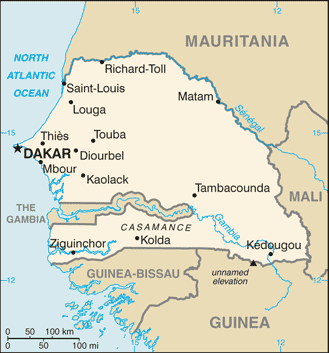 15
12
NORTH
ATLANTIC
OCEAN
MAURITANIA
Richard-Toll
Saint-Louis
Louga
Matam
Sénégal
15
15
Thiès
Touba
DAKAR
Diourbel
Mbour
Kaolack
Tambacounda
MALI
THE
GAMBIA
CASAMANCE
Gambia
Ziguinchor
Kolda
Kédougou
GUINEA-BISSAU
unnamed
elevation
12
12
GUINEA
0 50 100 km
0 50 100 mi
15
12